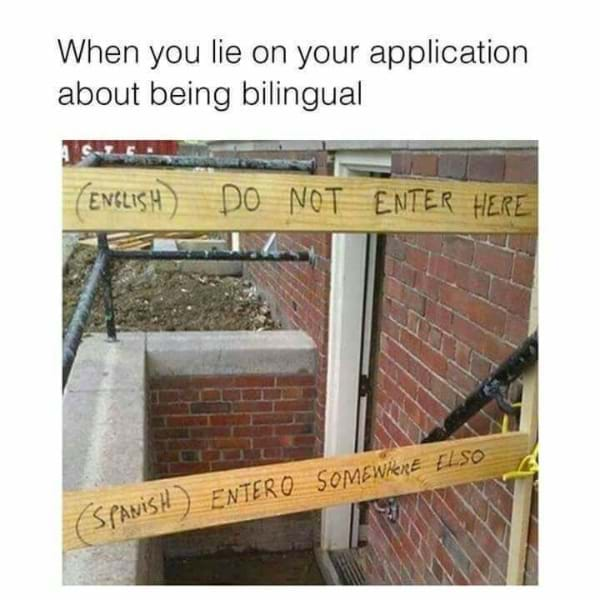 When you lie on your application
about being bilingual
(ENGLISH) DO NOT ENTER HERE
(SPANISH) ENTERO SOMEWHERE ELSO